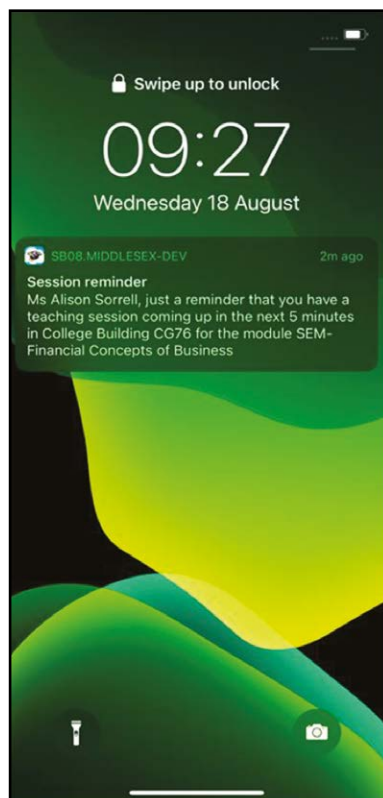 Swipe up to unlock
09:27
Wednesday 18 August
SB08.MIDDLESEX-DEV 2m ago
Session reminder
Ms Alison Sorrell, just a reminder that you have a
teaching session coming up in the next 5 minutes
in College Building CG76 for the module SEM-
Financial Concepts of Business